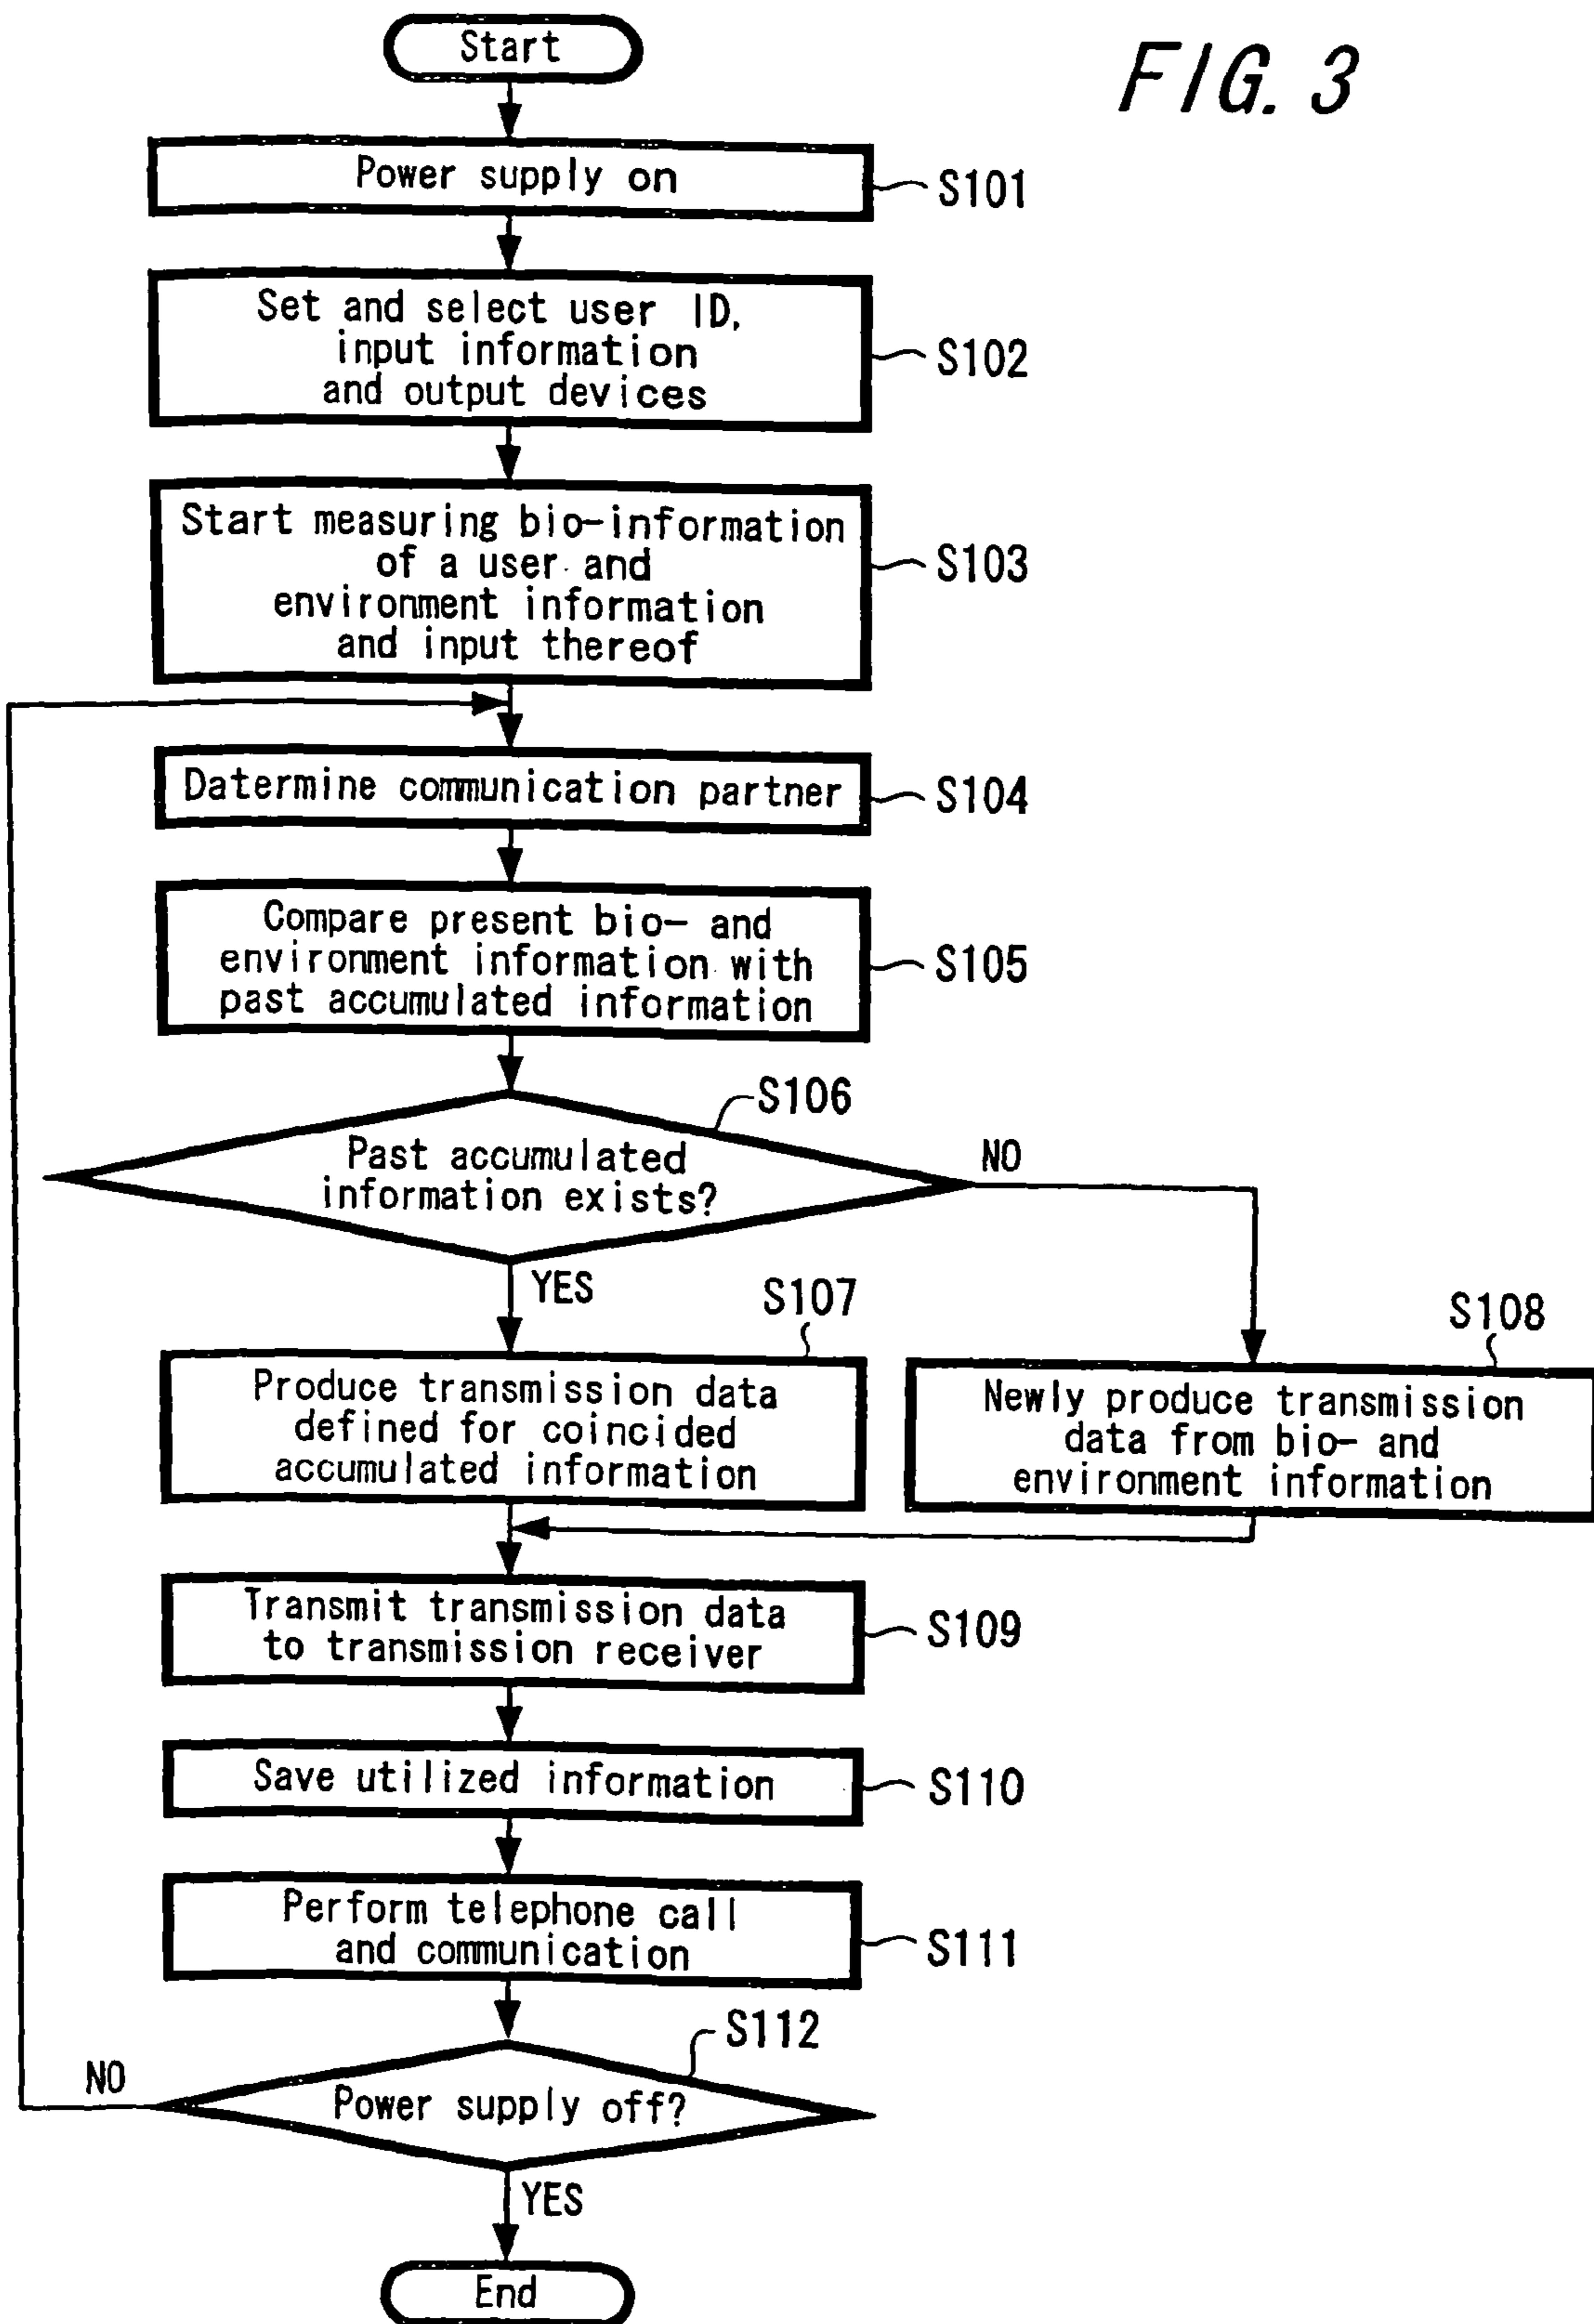 Start
FIG. 3
Power supply on
S101
Set and select user ID,
input information
and output devices
S102
Start measuring bio-information
of a user and
environment information
and input thereof
S103
Datermine communication partner
S104
Compare present bio- and
environment information with
past accumulated information
S105
S106
Past accumulated
information exists?
NO
YES
S107
S108
Produce transmission data
defined for coincided
accumulated information
Newly produce transmission
data from bio- and
environment information
Transmit transmission data
to transmission receiver
S109
Save utilized information
S110
Perform telephone call
and communication
S111
S112
NO
Power supply off?
YES
End